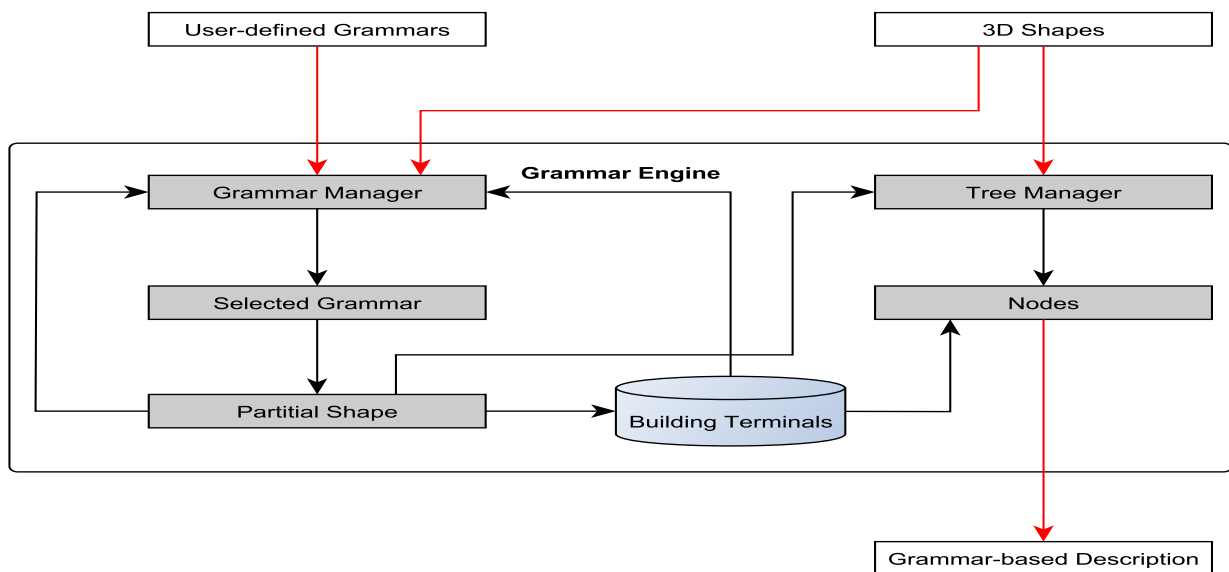 User-defined Grammars
3D Shapes
Grammar Engine
Grammar Manager
Tree Manager
Selected Grammar
Nodes
Partitial Shape
Building Terminals
Grammar-based Description